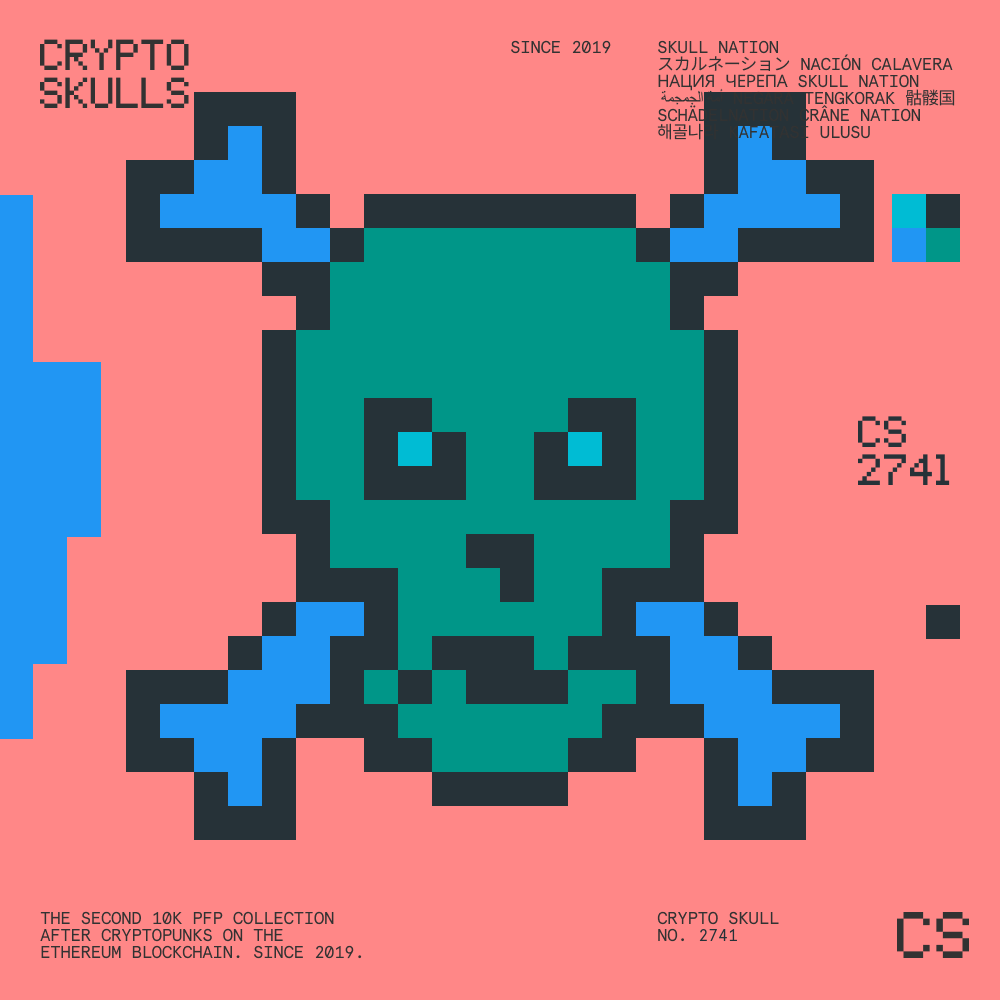 CRYPTO
SKULLS
SINCE 2019
SKULL NATION
スカルネーション NACIÓN CALAVERA
НАЦИЯ ЧЕРЕПА SKULL NATION
TENGKORAK 骷髅国
CRÂNE NATION
ULUSU
CS
2741
THE SECOND 10K PFP COLLECTION
AFTER CRYPTOPUNKS ON THE
ETHEREUM BLOCKCHAIN. SINCE 2019.
CRYPTO SKULL
NO. 2741
CS